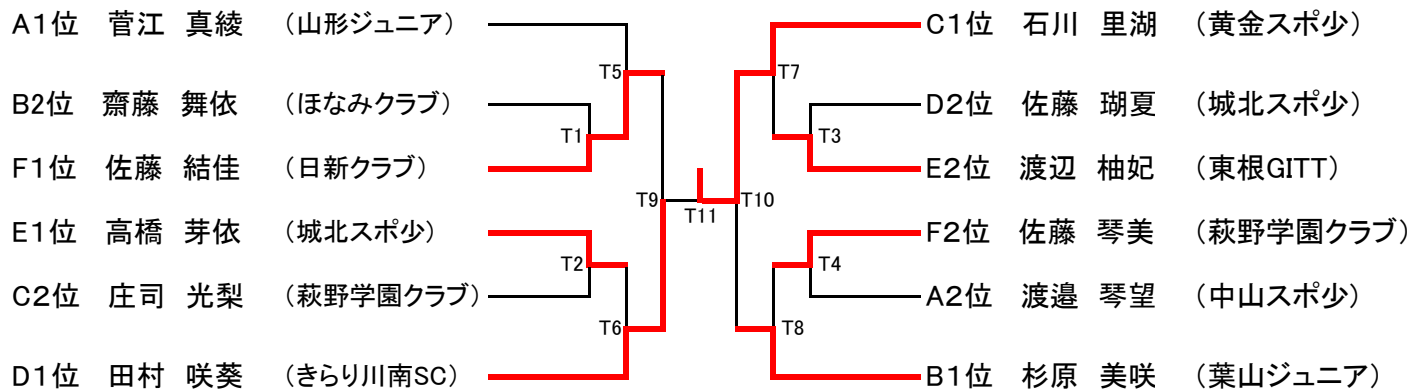 A1位 菅江 真綾 （山形ジュニア）
B2位 齋藤 舞依 （ほなみクラブ）
F1位 佐藤 結佳 （日新クラブ）
E1位 高橋 芽依 （城北スポ少）
C2位 庄司 光梨 （萩野学園クラブ）
D1位 田村 咲葵 （きらり川南SC）
T5
T1
T9
T2
T6
T11
T7
T3
T10
T4
T8
C1位 石川 里湖 （黄金スポ少）
D2位 佐藤 瑚夏 （城北スポ少）
E2位 渡辺 柚妃 （東根GITT）
F2位 佐藤 琴美 （萩野学園クラブ）
A2位 渡邉 琴望 （中山スポ少）
B1位 杉原 美咲 （葉山ジュニア）